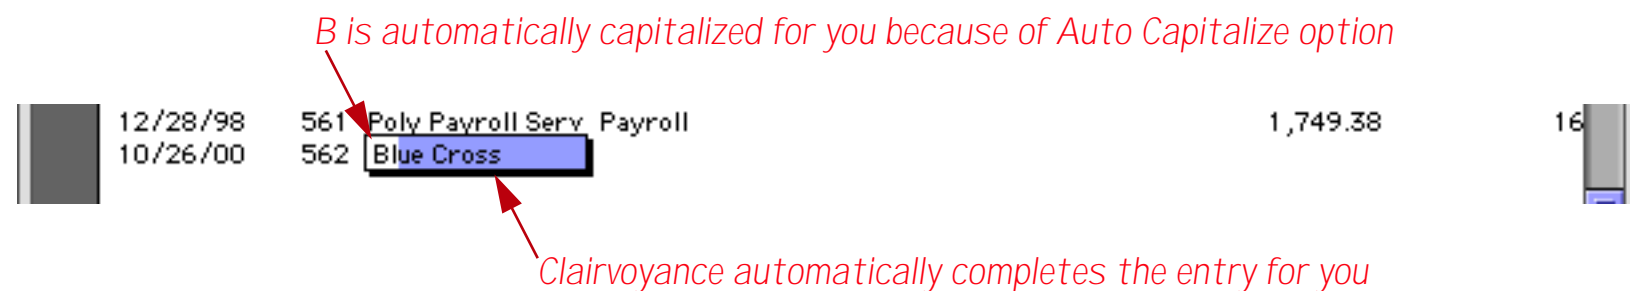 B is automatically capitalized for you because of Auto Capitalize option
12/28/98 561 Poly Payroll Serv Payroll 1,749.38 16
10/26/00 562 Blue Cross
Clairvoyance automatically completes the entry for you